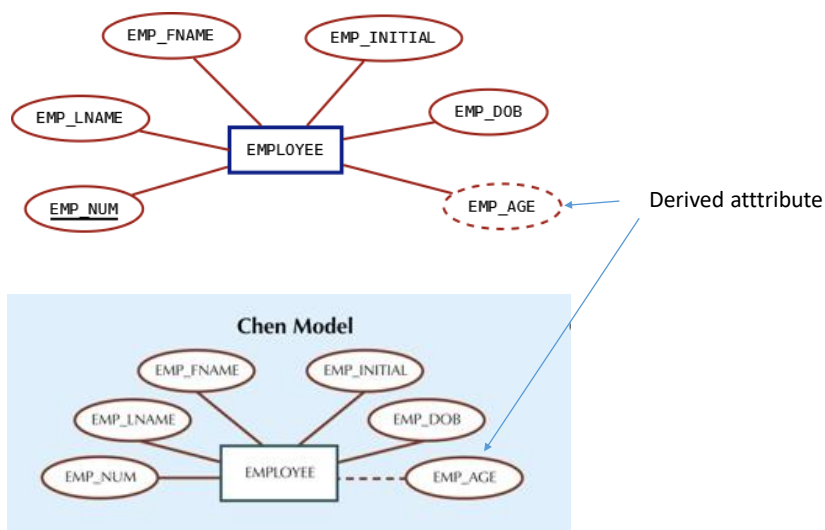 EMP_FNAME
EMP_INITIAL
EMP_LNAME
EMP_DOB
EMPLOYEE
EMP_NUM
EMP_AGE
Derived atttribute
Chen Model
EMP_FNAME
EMP_INITIAL
EMP_LNAME
EMP_DOB
EMP_NUM
EMPLOYEE
EMP_AGE